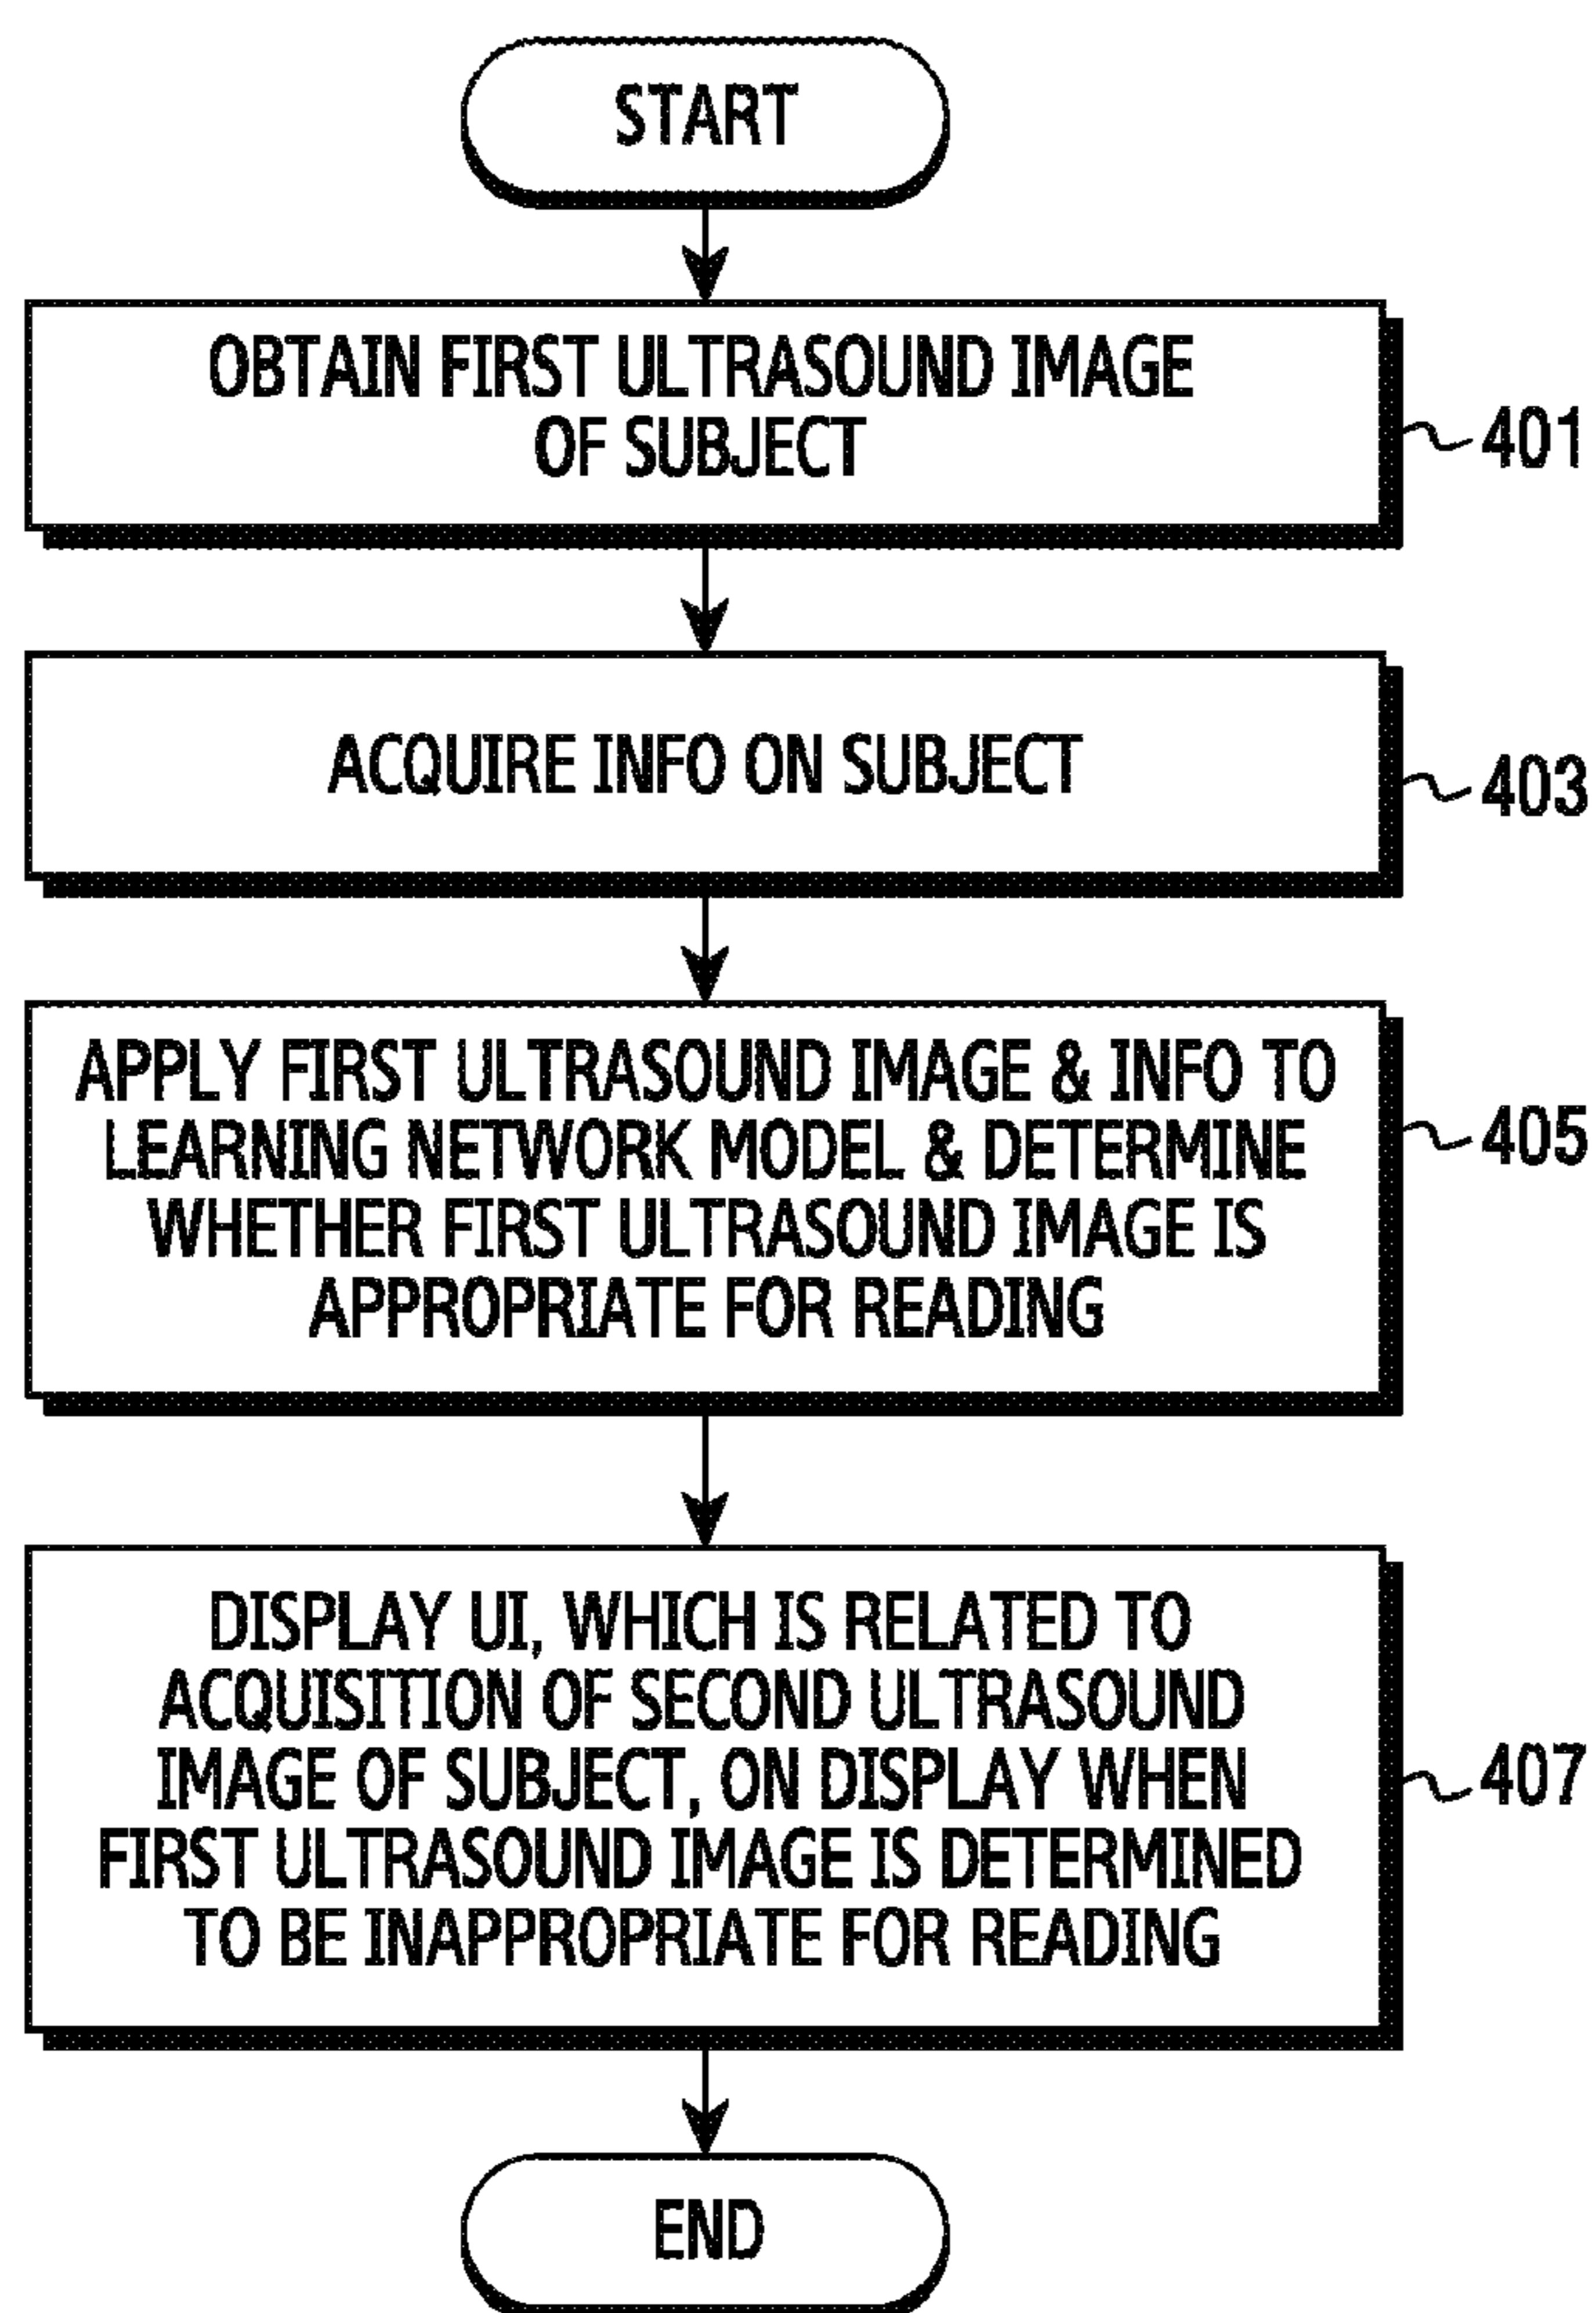 START
OBTAIN FIRST ULTRASOUND IMAGE
OF SUBJECT
401
ACQUIRE INFO ON SUBJECT
403
APPLY FIRST ULTRASOUND IMAGE & INFO TO
LEARNING NETWORK MODEL & DETERMINE
WHETHER FIRST ULTRASOUND IMAGE IS
APPROPRIATE FOR READING
405
DISPLAY UI, WHICH IS RELATED TO
ACQUISITION OF SECOND ULTRASOUND
IMAGE OF SUBJECT, ON DISPLAY WHEN
FIRST ULTRASOUND IMAGE IS DETERMINED
TO BE INAPPROPRIATE FOR READING
407
END